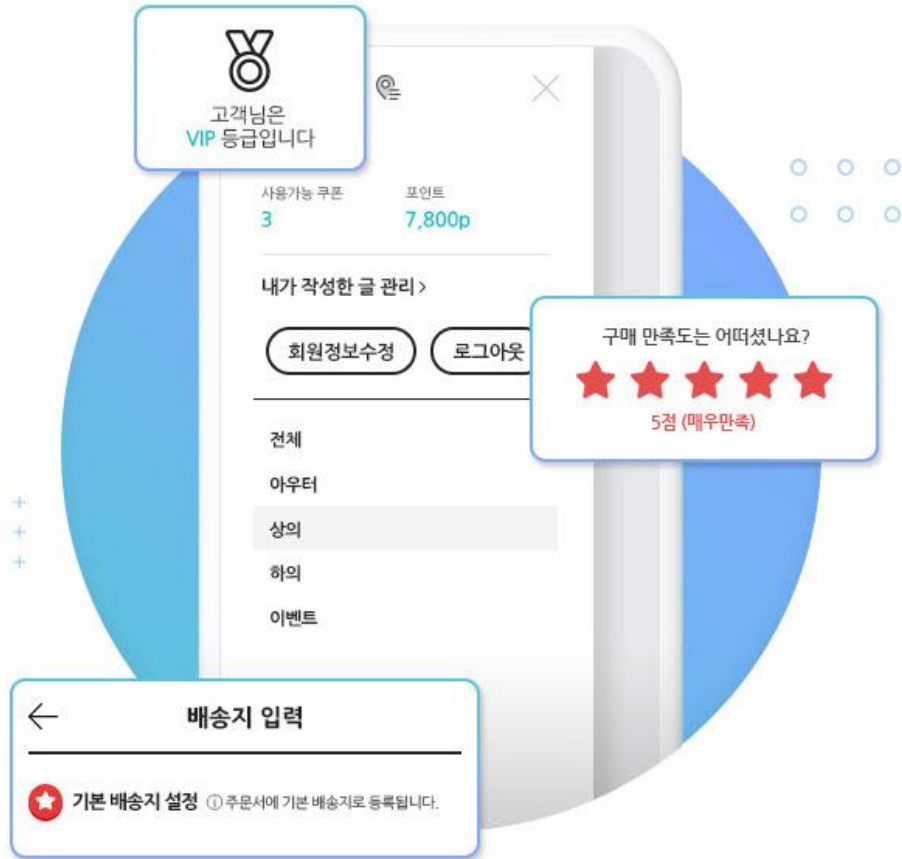 고객님은
VIP 등급입니다
사용가능 쿠폰 포인트
3 7,800p
내가 작성한 글 관리 >
회원정보수정 로그아웃
구매 만족도는 어떠셨나요?
5점 (매우만족)
전체
아우터
상의
하의
이벤트
배송지 입력
기본 배송지 설정 ⓘ 주문서에 기본 배송지로 등록됩니다.